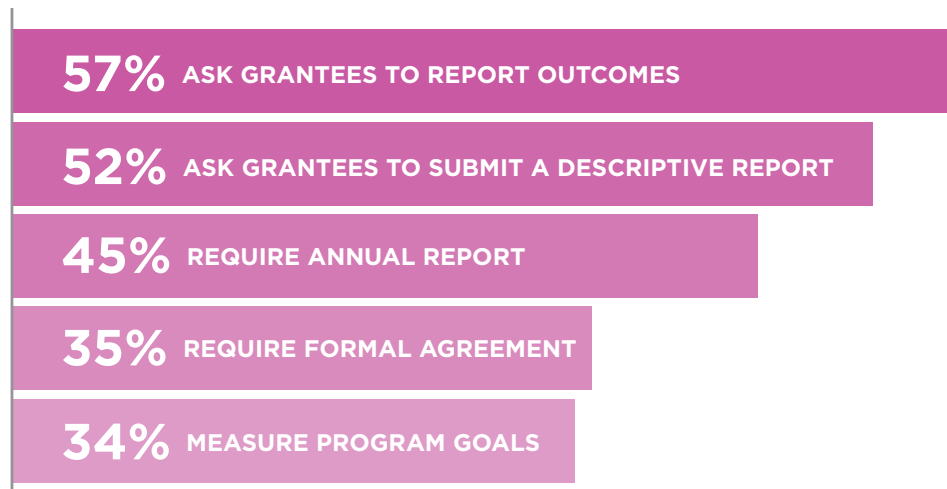 57% ASK GRANTEES TO REPORT OUTCOMES
52% ASK GRANTEES TO SUBMIT A DESCRIPTIVE REPORT
45% REQUIRE ANNUAL REPORT
35% REQUIRE FORMAL AGREEMENT
34% MEASURE PROGRAM GOALS